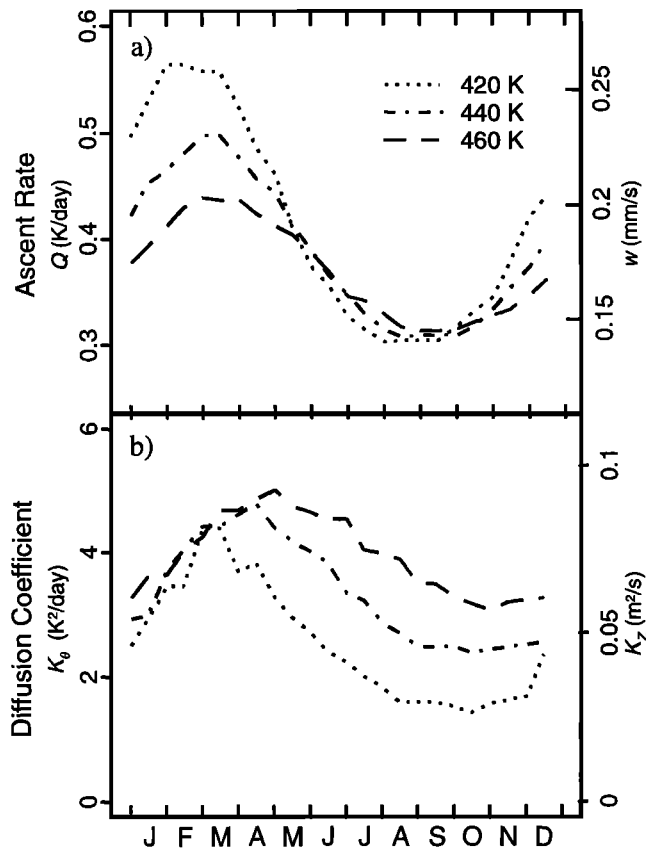 a)
0.6
0.5
0.4
0.3
Ascent Rate
Q (K/day)
420 K
440 K
460 K
0.25
0.2
0.15
w (mm/s)
b)
6
4
2
0
Diffusion Coefficient
Kθ (K²/day)
0.1
0.05
0
KZ (m²/s)
J F M A M J J A S O N D